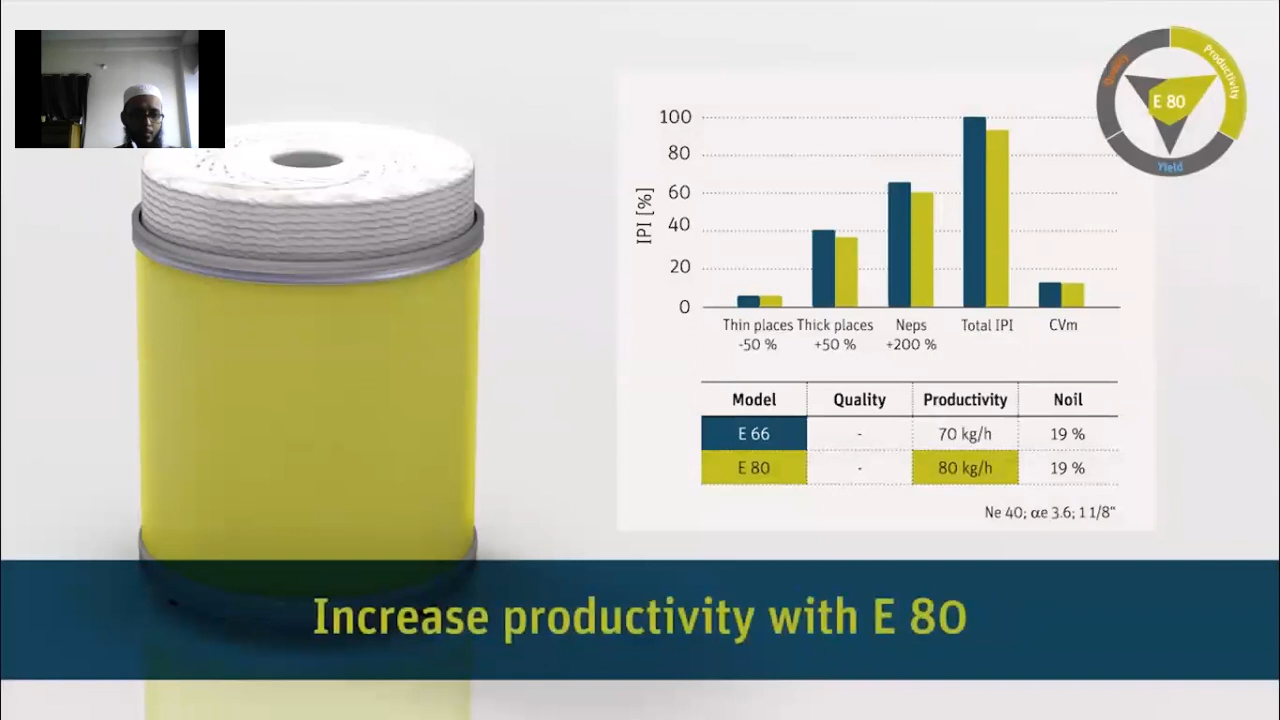 Quality
Productivity
E 80
Yield
IPI [%]
100
80
60
40
20
0
Thin places Thick places Neps Total IPI CVm
-50 % +50 % +200 %
Model Quality Productivity Noil
E 66 - 70 kg/h 19 %
E 80 - 80 kg/h 19 %
Ne 40; αe 3.6; 1 1/8"
Increase productivity with E 80